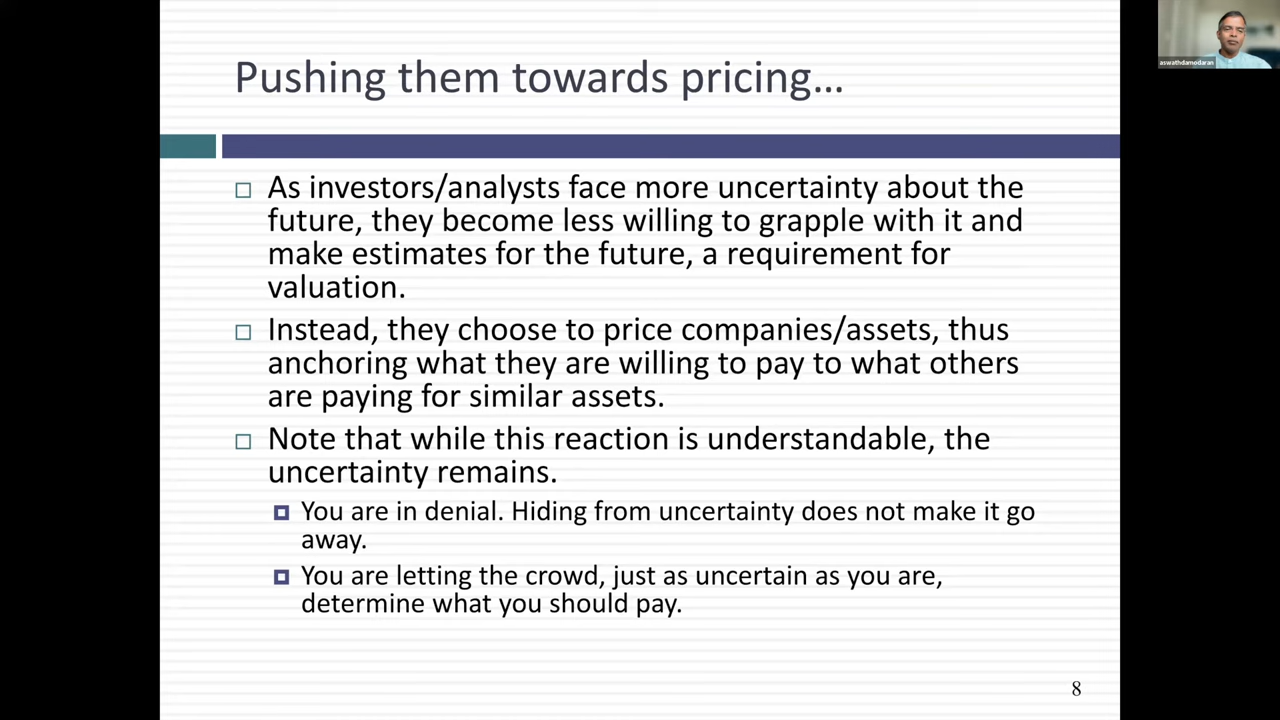 Pushing them towards pricing…
As investors/analysts face more uncertainty about the
future, they become less willing to grapple with it and
make estimates for the future, a requirement for
valuation.
Instead, they choose to price companies/assets, thus
anchoring what they are willing to pay to what others
are paying for similar assets.
Note that while this reaction is understandable, the
uncertainty remains.
You are in denial. Hiding from uncertainty does not make it go
away.
You are letting the crowd, just as uncertain as you are,
determine what you should pay.
8
aswathdamodaran